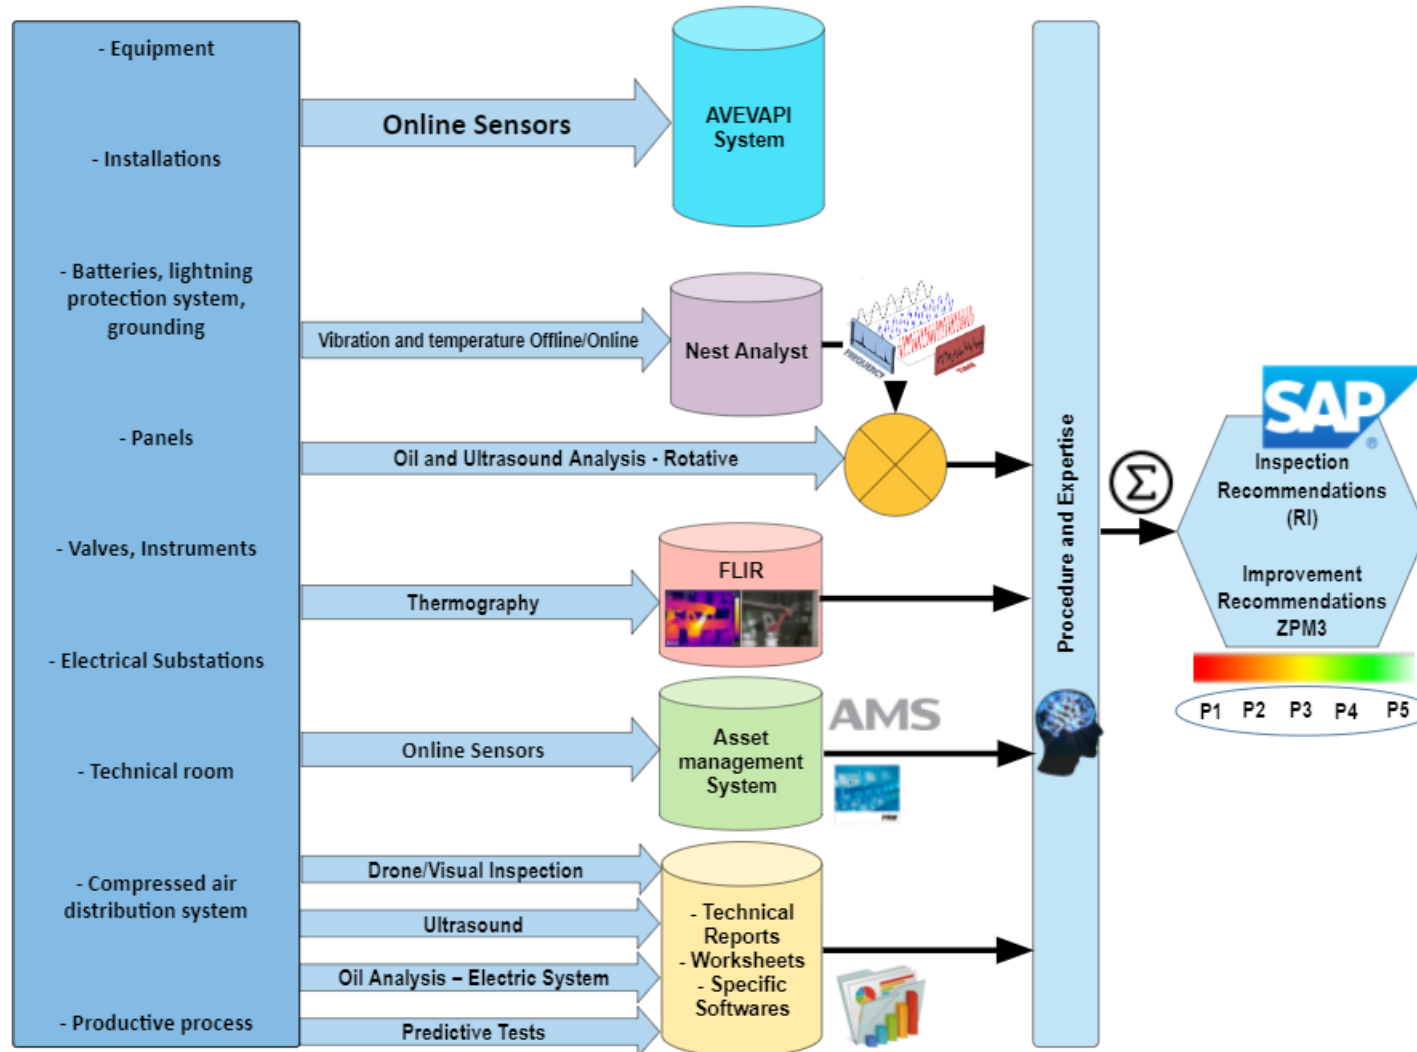 - Equipment
- Installations
- Batteries, lightning
protection system,
grounding
- Panels
- Valves, Instruments
- Electrical Substations
- Technical room
- Compressed air
distribution system
- Productive process
Online Sensors
Vibration and temperature Offline/Online
Oil and Ultrasound Analysis - Rotative
Thermography
Online Sensors
Drone/Visual Inspection
Ultrasound
Oil Analysis – Electric System
Predictive Tests
AVEVAPI
System
Nest Analyst
FREQUENCY
TIME
FLIR
Asset
management
System
AMS
- Technical
Reports
- Worksheets
- Specific
Softwares
Procedure and Expertise
Σ
SAP®
Inspection
Recommendations
(RI)
Improvement
Recommendations
ZPM3
P1 P2 P3 P4 P5